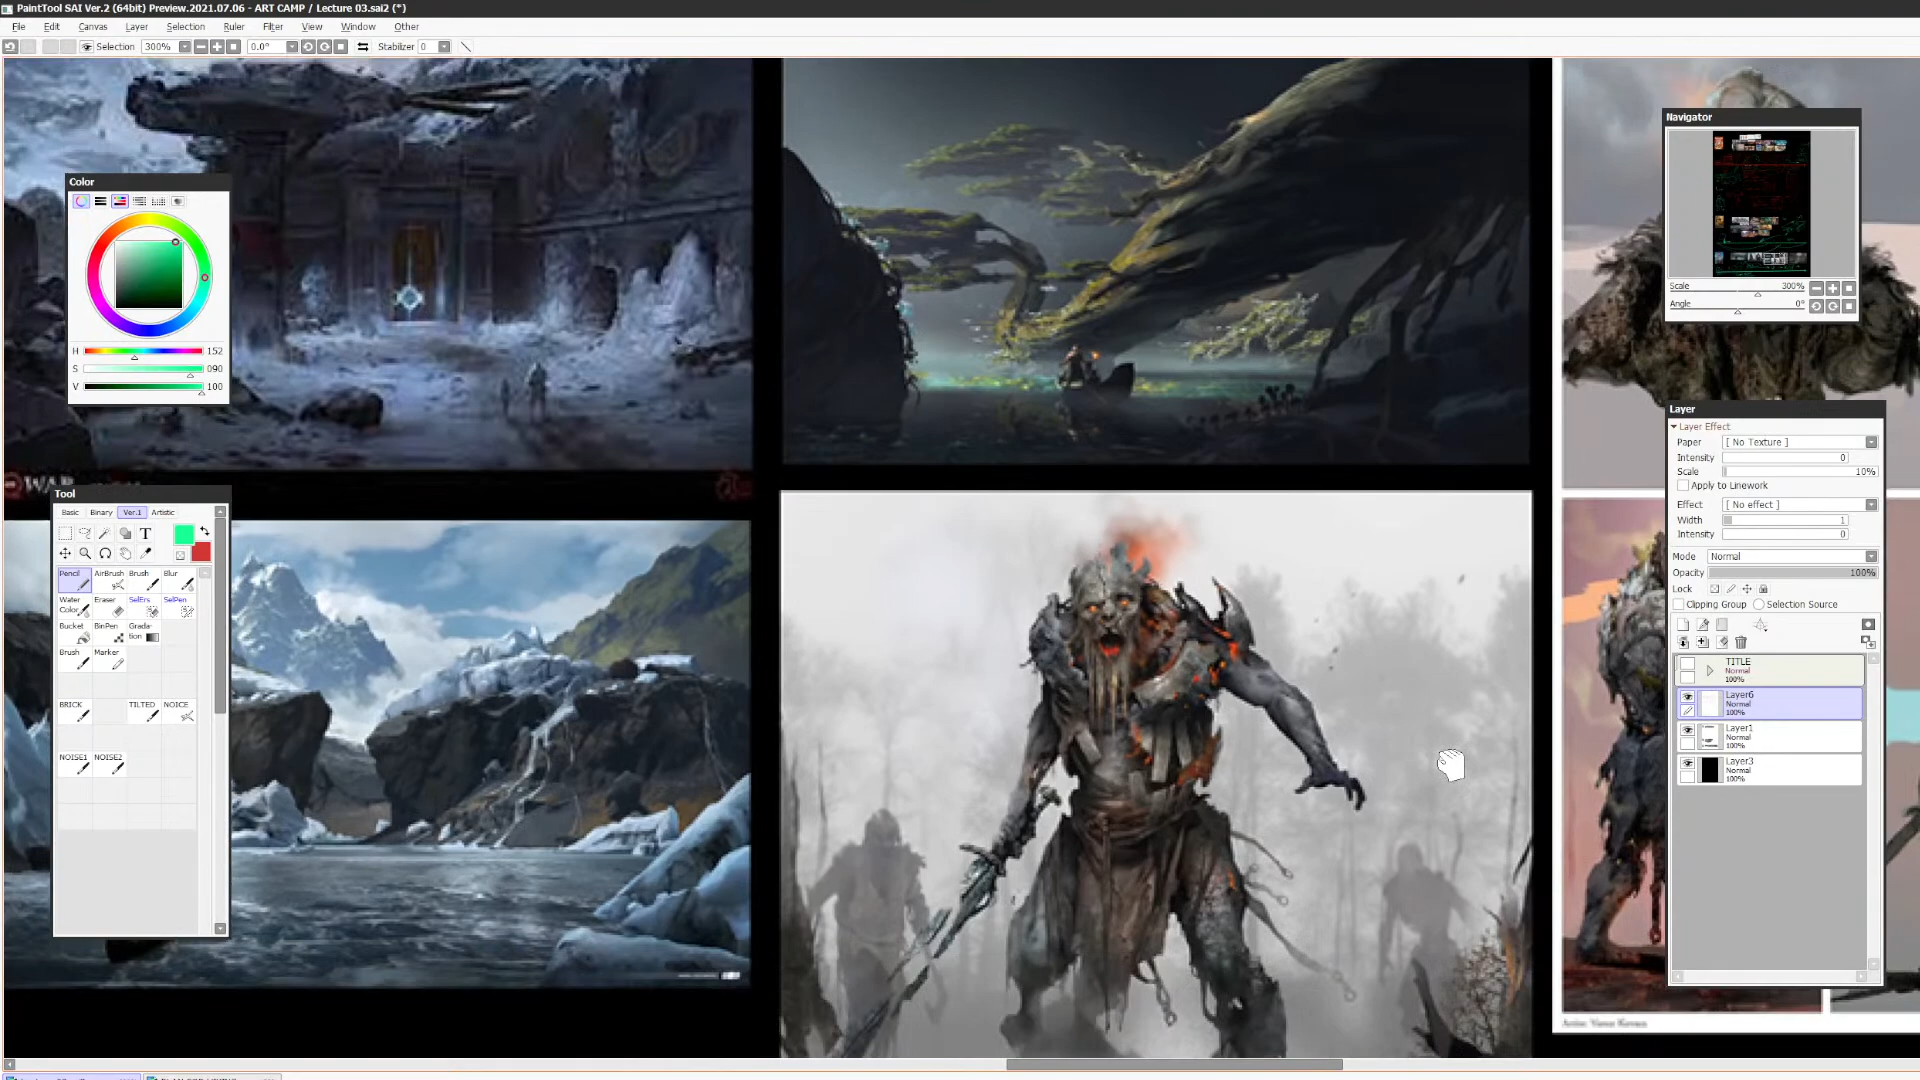 PaintTool SAI Ver.2 (64bit) Preview.2021.07.06 - ART CAMP / Lecture 03.sai2 (*)
File Edit Canvas Layer Selection Ruler Filter View Window Other
Selection 300% 0.0° Stabilizer 0
Color
H 152
S 090
V 100
WAR
Tool
Basic Binary Ver.1 Artistic
T
Pencil AirBrush Brush Blur
Water Color Eraser SelErs SelPen
Bucket BinPen Grada-tion
Brush Marker
BRICK TILTED NOICE
NOISE1 NOISE2
Navigator
Scale 300%
Angle 0°
Layer
Layer Effect
Paper [ No Texture ]
Intensity 0
Scale 10%
Apply to Linework
Effect [ No effect ]
Width 1
Intensity 0
Mode Normal
Opacity 100%
Lock
Clipping Group Selection Source
TITLE
Normal
100%
Layer6
Normal
100%
Layer1
Normal
100%
Layer3
Normal
100%